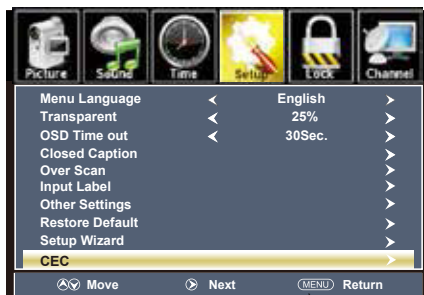 Picture Sound Time Setup Lock Channel
Menu Language English
Transparent 25%
OSD Time out 30Sec.
Closed Caption
Over Scan
Input Label
Other Settings
Restore Default
Setup Wizard
CEC
Move Next MENU Return